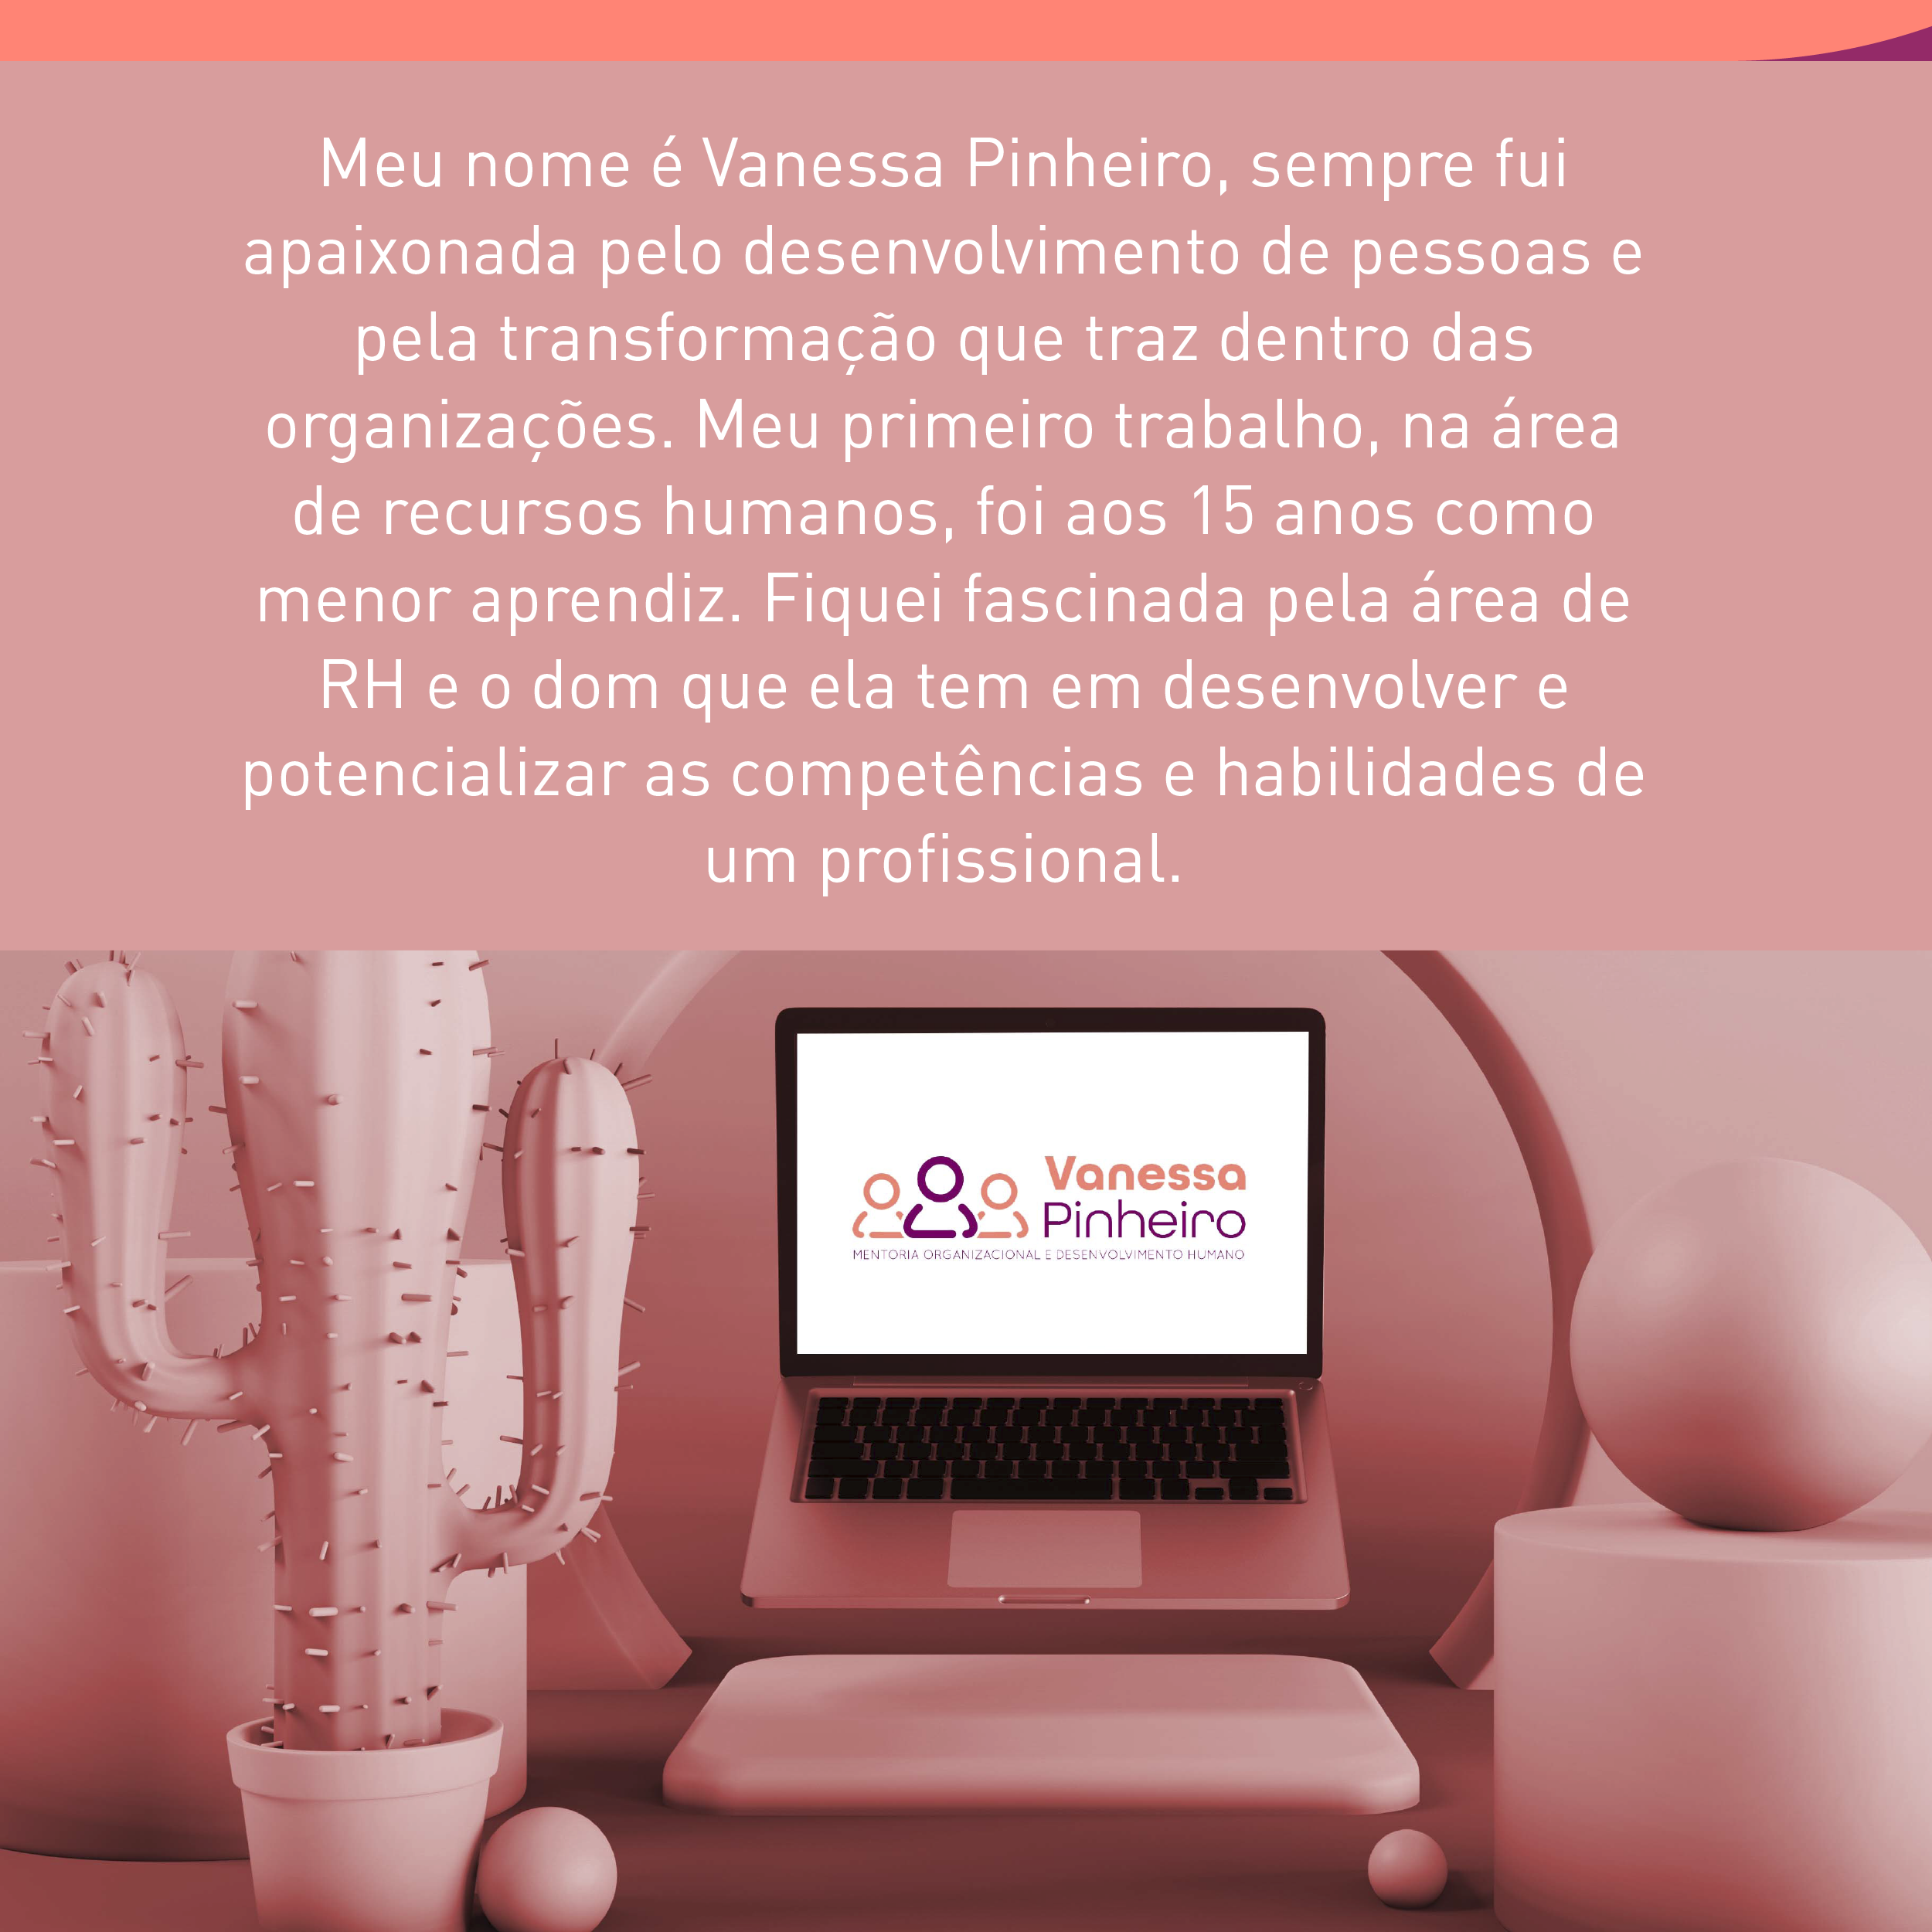 Meu nome é Vanessa Pinheiro, sempre fui
apaixonada pelo desenvolvimento de pessoas e
pela transformação que traz dentro das
organizações. Meu primeiro trabalho, na área
de recursos humanos, foi aos 15 anos como
menor aprendiz. Fiquei fascinada pela área de
RH e o dom que ela tem em desenvolver e
potencializar as competências e habilidades de
um profissional.
Vanessa
Pinheiro
MENTORIA ORGANIZACIONAL E DESENVOLVIMENTO HUMANO